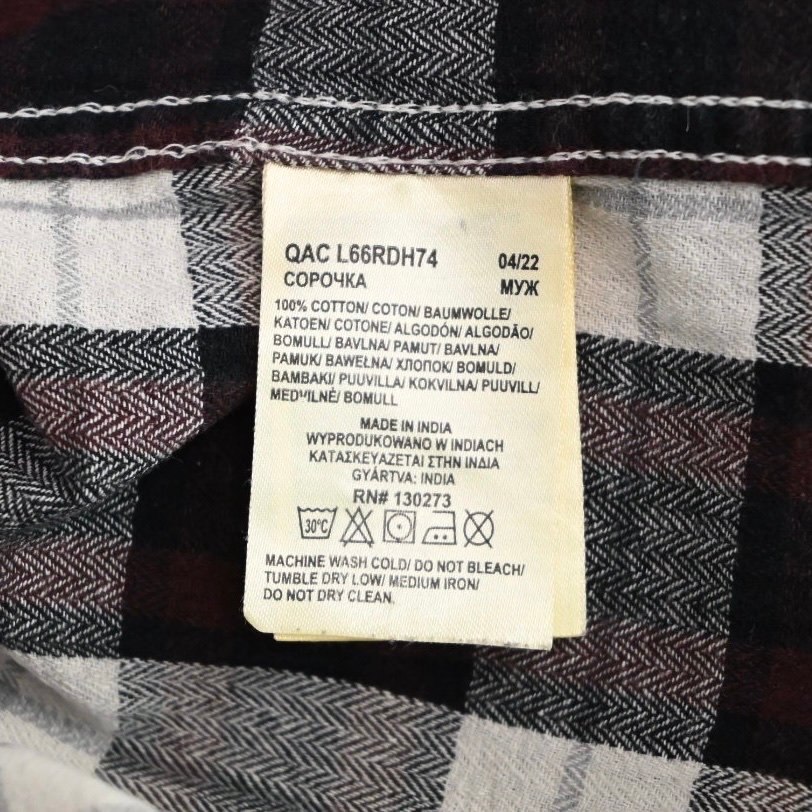 QAC L66RDH74 04/22
СОРОЧКА МУЖ
100% COTTON/ COTON/ BAUMWOLLE/
KATOEN/ COTONE/ ALGODÓN/ ALGODÃO/
BOMULL/ BAVLNA/ PAMUT/ BAVLNA/
PAMUK/ BAWEŁNA/ ХЛОПОК/ BOMULD/
BAMBAKI/ PUUVILLA/ KOKVILNA/ PUUVILL/
MEDVILNĖ/ BOMULL
MADE IN INDIA
WYPRODUKOWANO W INDIACH
ΚΑΤΑΣΚΕΥΑΖΕΤΑΙ ΣΤΗΝ ΙΝΔΙΑ
GYÁRTVA: INDIA
RN# 130273
30°C
MACHINE WASH COLD/ DO NOT BLEACH/
TUMBLE DRY LOW/ MEDIUM IRON/
DO NOT DRY CLEAN.